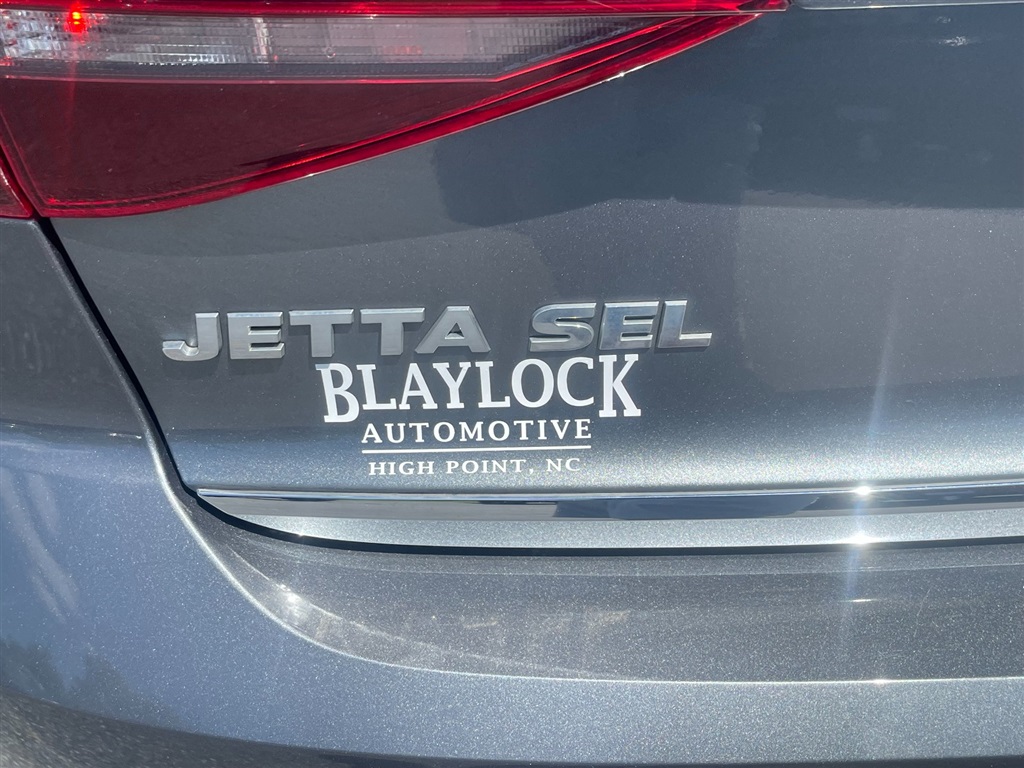 JETTA SEL
BLAYLOCK
AUTOMOTIVE
HIGH POINT, NC